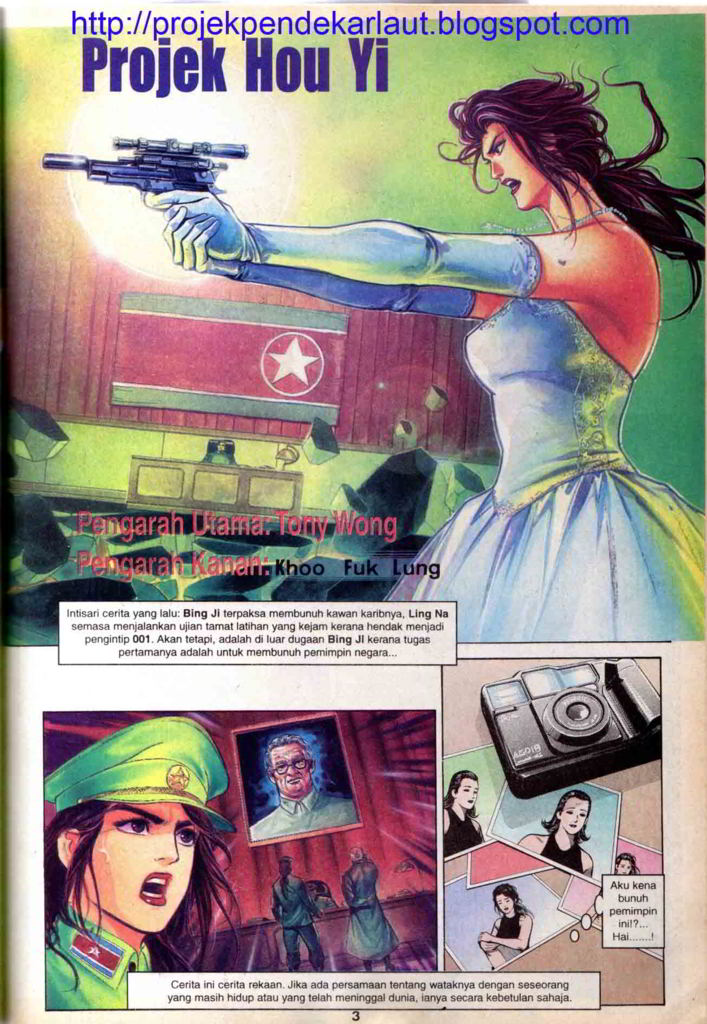 http://projekpendekarlaut.blogspot.com
Projek Hou Yi
Pengarah Utama: Tony Wong
Pengarah Kanan: Khoo Fuk Lung
Intisari cerita yang lalu: Bing Ji terpaksa membunuh kawan karibnya, Ling Na
semasa menjalankan ujian tamat latihan yang kejam kerana hendak menjadi
pengintip 001. Akan tetapi, adalah di luar dugaan Bing JI kerana tugas
pertamanya adalah untuk membunuh pemimpin negara...
Aku kena
bunuh
pemimpin
ini!?...
Hai.......!
Cerita ini cerita rekaan. Jika ada persamaan tentang wataknya dengan seseorang
yang masih hidup atau yang telah meninggal dunia, ianya secara kebetulan sahaja.
3